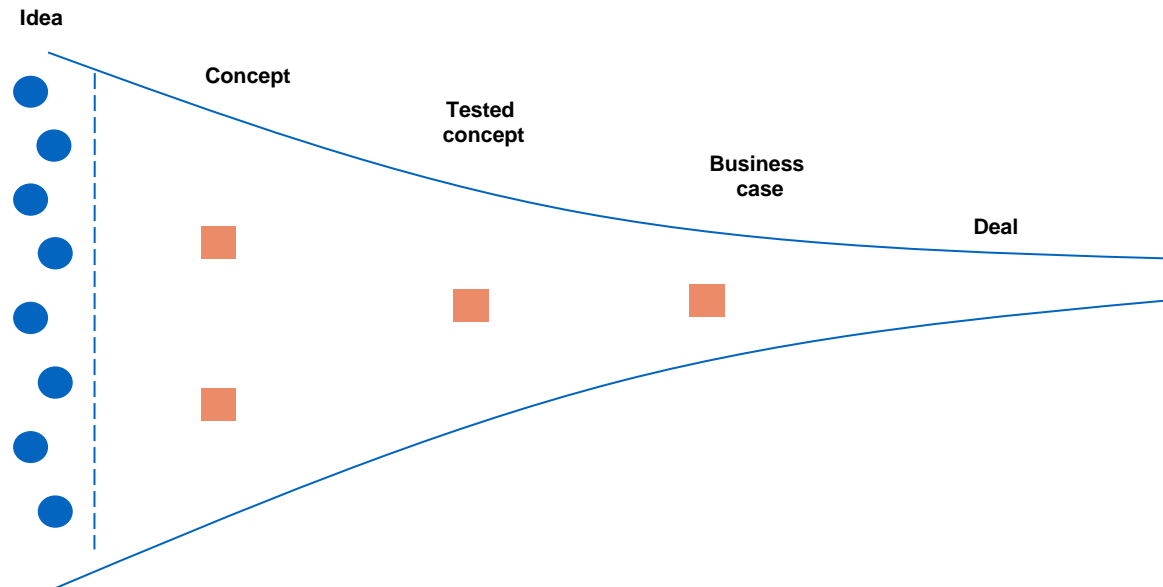 Idea
Concept
Tested
concept
Business
case
Deal